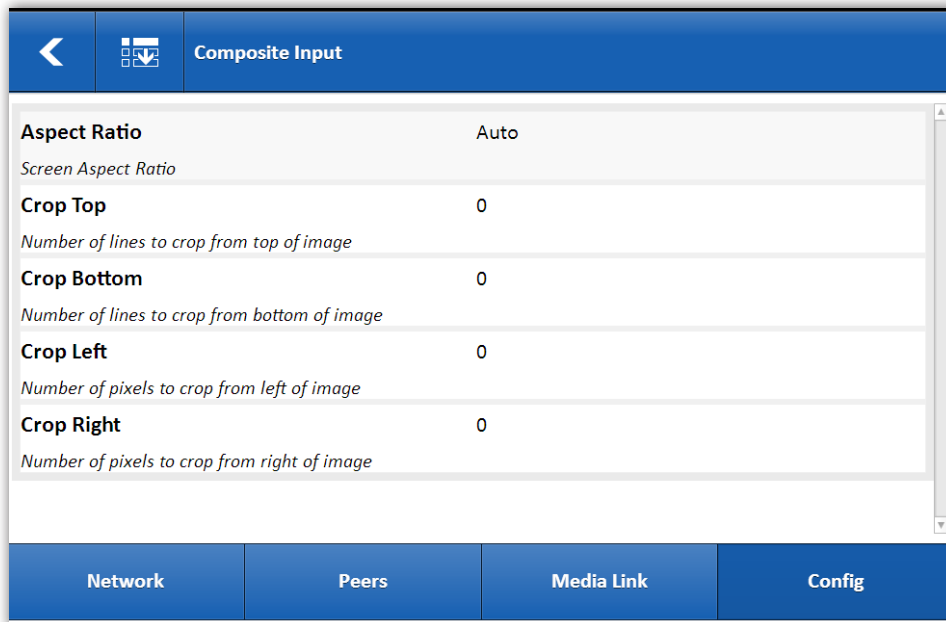 Composite Input
Aspect Ratio Auto
Screen Aspect Ratio
Crop Top 0
Number of lines to crop from top of image
Crop Bottom 0
Number of lines to crop from bottom of image
Crop Left 0
Number of pixels to crop from left of image
Crop Right 0
Number of pixels to crop from right of image
Network Peers Media Link Config